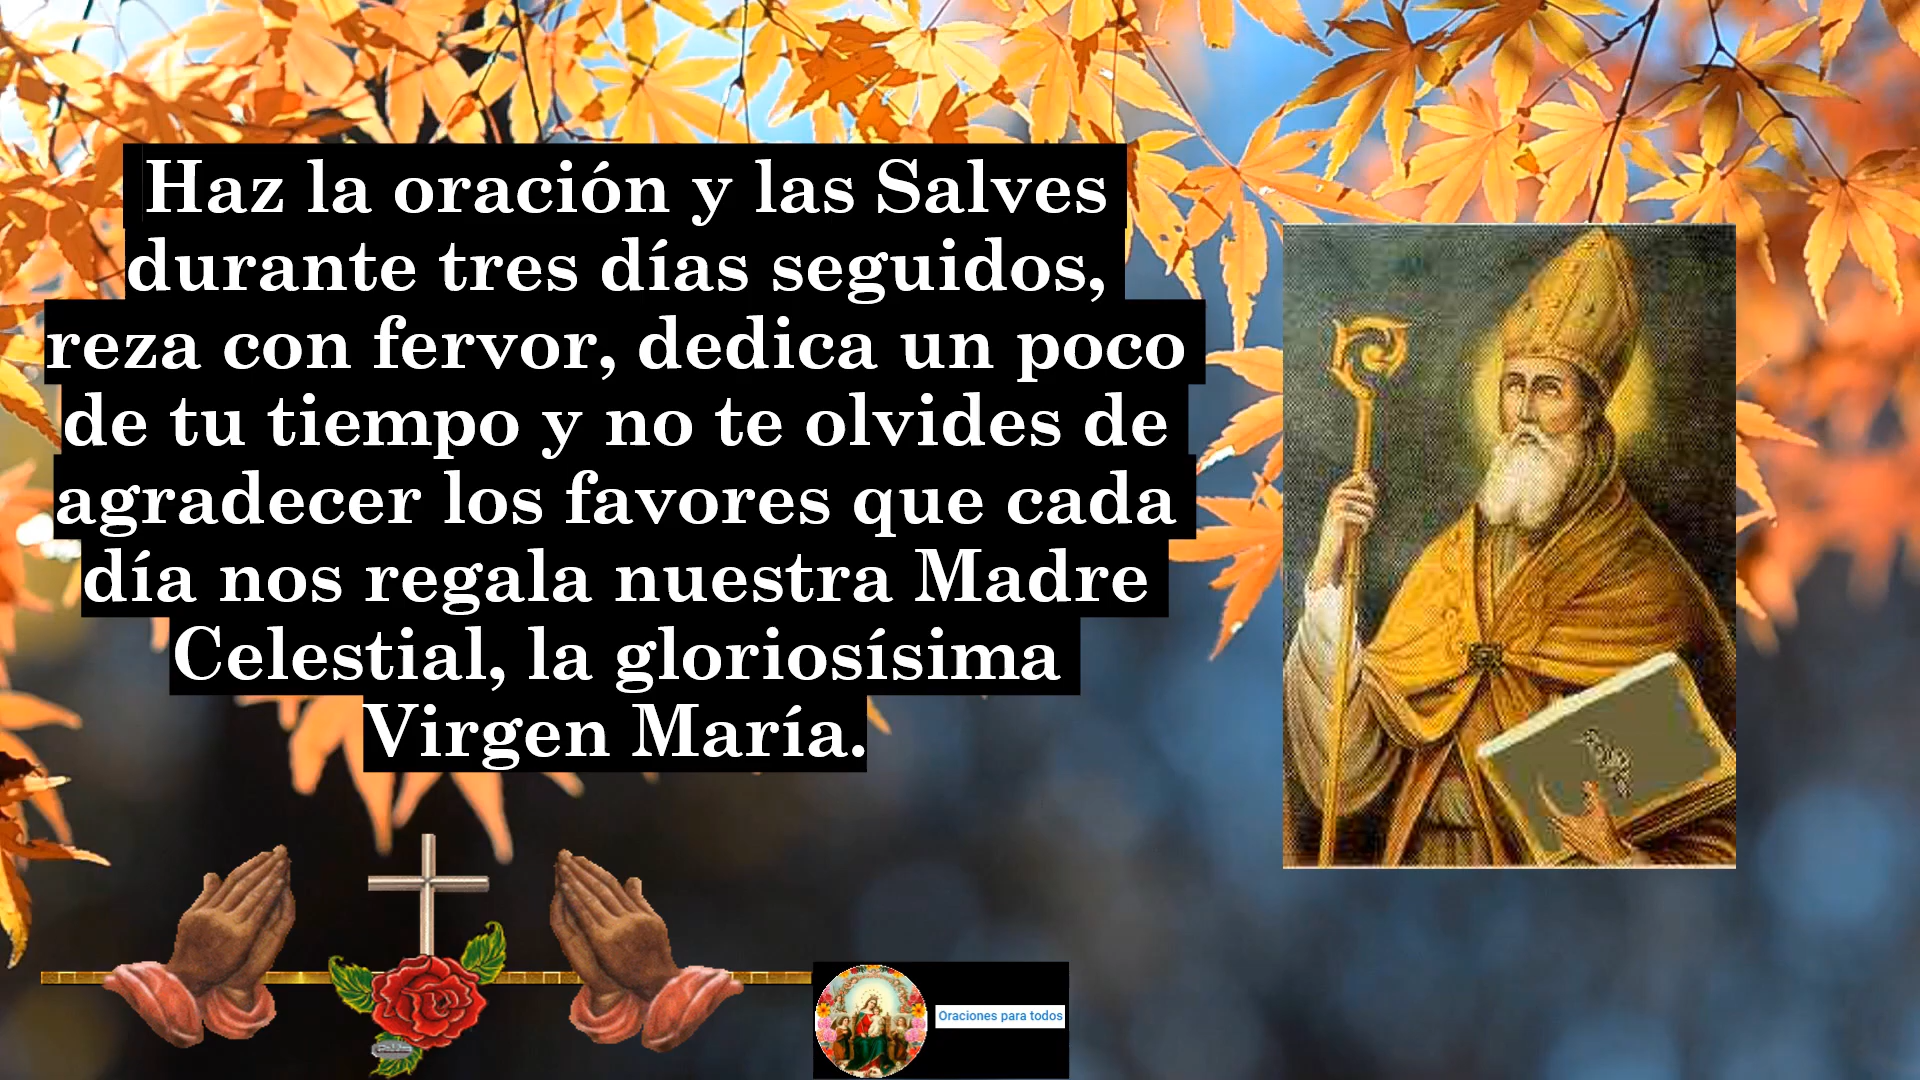 Haz la oración y las Salves
durante tres días seguidos,
reza con fervor, dedica un poco
de tu tiempo y no te olvides de
agradecer los favores que cada
día nos regala nuestra Madre
Celestial, la gloriosísima
Virgen María.
Oraciones para todos